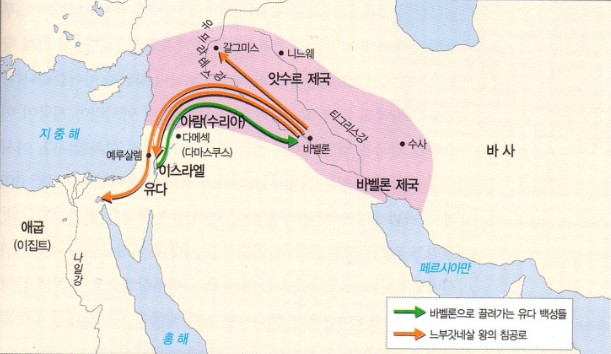 유프라테스 강
갈그미스
니느웨
앗수르 제국
지 중 해
아람(수리아)
티그리스강
다메섹
(다마스쿠스)
바벨론
수사
바 사
예루살렘
이스라엘
유다
바벨론 제국
애굽
(이집트)
나일강
페르시아만
홍 해
바벨론으로 끌려가는 유다 백성들
느부갓네살 왕의 침공로